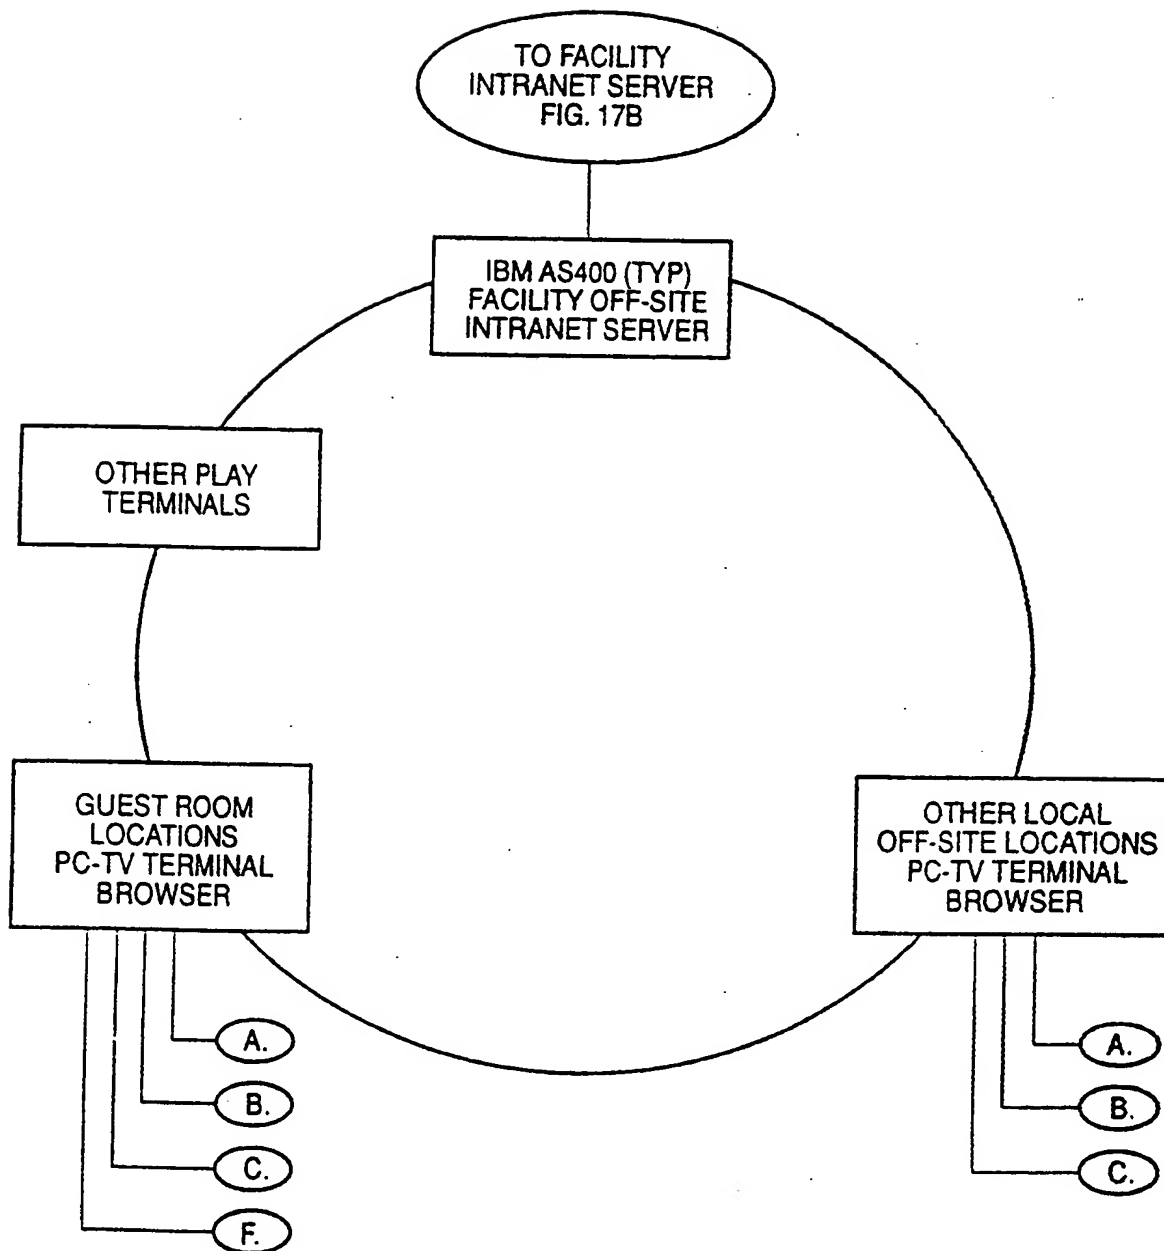 TO FACILITY
INTRANET SERVER
FIG. 17B
IBM AS400 (TYP)
FACILITY OFF-SITE
INTRANET SERVER
OTHER PLAY
TERMINALS
GUEST ROOM
LOCATIONS
PC-TV TERMINAL
BROWSER
OTHER LOCAL
OFF-SITE LOCATIONS
PC-TV TERMINAL
BROWSER
A.
B.
C.
F.
A.
B.
C.